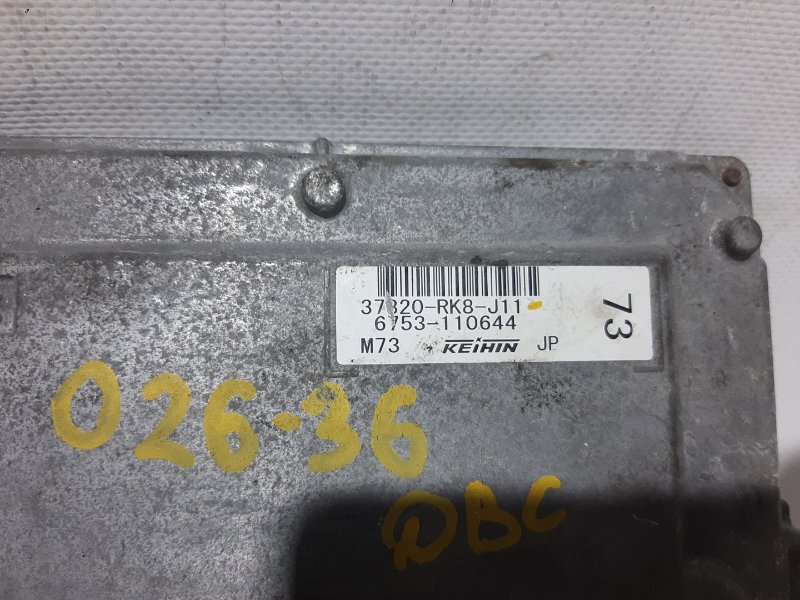 37820-RK8-J11
6753-110644
M73 KEIHIN JP
73
026-36
DBC